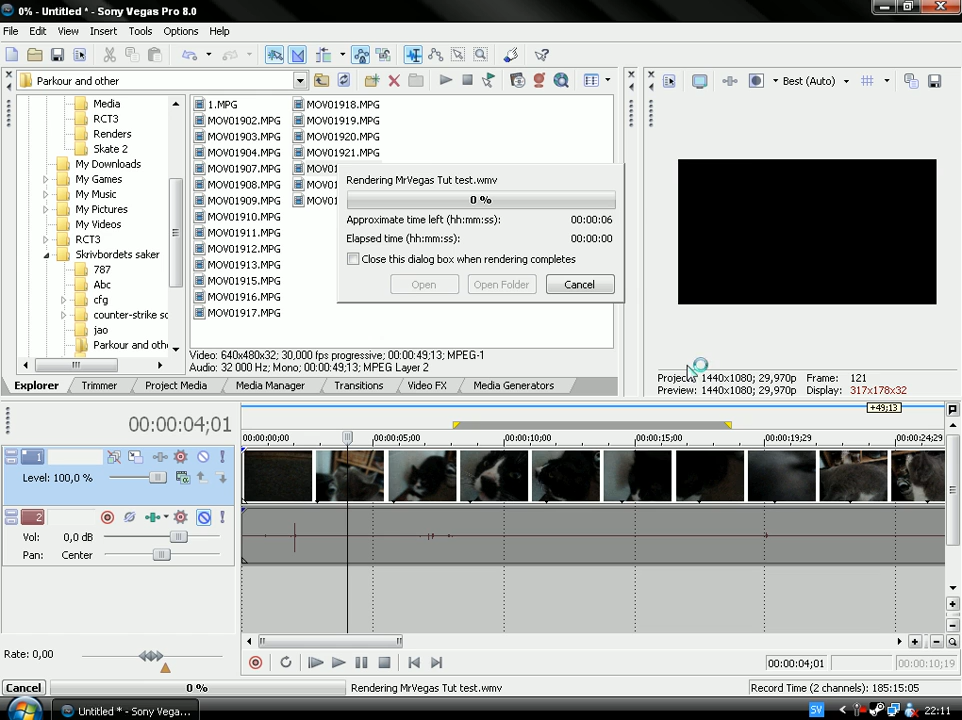 0% - Untitled * - Sony Vegas Pro 8.0
File Edit View Insert Tools Options Help
Parkour and other
Best (Auto)
Media
RCT3
Renders
Skate 2
My Downloads
My Games
My Music
My Pictures
My Videos
RCT3
Skrivbordets saker
787
Abc
cfg
counter-strike sc
jao
Parkour and othe
1.MPG
MOV01902.MPG
MOV01903.MPG
MOV01904.MPG
MOV01907.MPG
MOV01908.MPG
MOV01909.MPG
MOV01910.MPG
MOV01911.MPG
MOV01912.MPG
MOV01913.MPG
MOV01915.MPG
MOV01916.MPG
MOV01917.MPG
MOV01918.MPG
MOV01919.MPG
MOV01920.MPG
MOV01921.MPG
MOV01
MOV01
MOV01
Rendering MrVegas Tut test.wmv
0 %
Approximate time left (hh:mm:ss): 00:00:06
Elapsed time (hh:mm:ss): 00:00:00
Close this dialog box when rendering completes
Open Open Folder Cancel
Video: 640x480x32; 30,000 fps progressive; 00:00:49;13; MPEG-1
Audio: 32 000 Hz; Mono; 00:00:49;13; MPEG Layer 2
Explorer Trimmer Project Media Media Manager Transitions Video FX Media Generators
Project: 1440x1080; 29,970p Frame: 121
Preview: 1440x1080; 29,970p Display: 317x178x32
+49;13
00:00:04;01
00:00:00;00 00:00:05;00 00:00:10;00 00:00:15;00 00:00:19;29 00:00:24;29
1
Level: 100,0 %
2
Vol: 0,0 dB
Pan: Center
Rate: 0,00
00:00:04;01 00:00:10;19
Cancel 0 % Rendering MrVegas Tut test.wmv Record Time (2 channels): 185:15:05
Untitled * - Sony Vega... SV 22:11